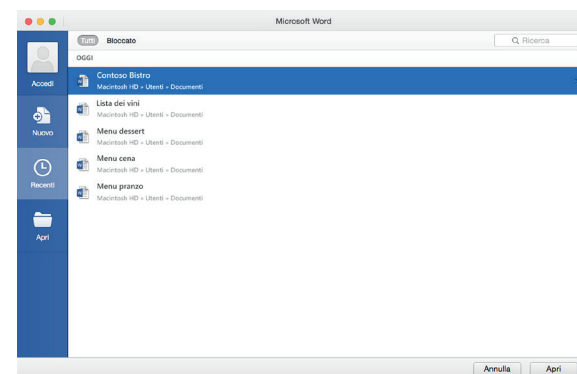 Microsoft Word
Tutti Bloccato
Ricerca
OGGI
Accedi
Nuovo
Recenti
Apri
Contoso Bistro
Macintosh HD » Utenti » Documenti
Lista dei vini
Macintosh HD » Utenti » Documenti
Menu dessert
Macintosh HD » Utenti » Documenti
Menu cena
Macintosh HD » Utenti » Documenti
Menu pranzo
Macintosh HD » Utenti » Documenti
Annulla Apri